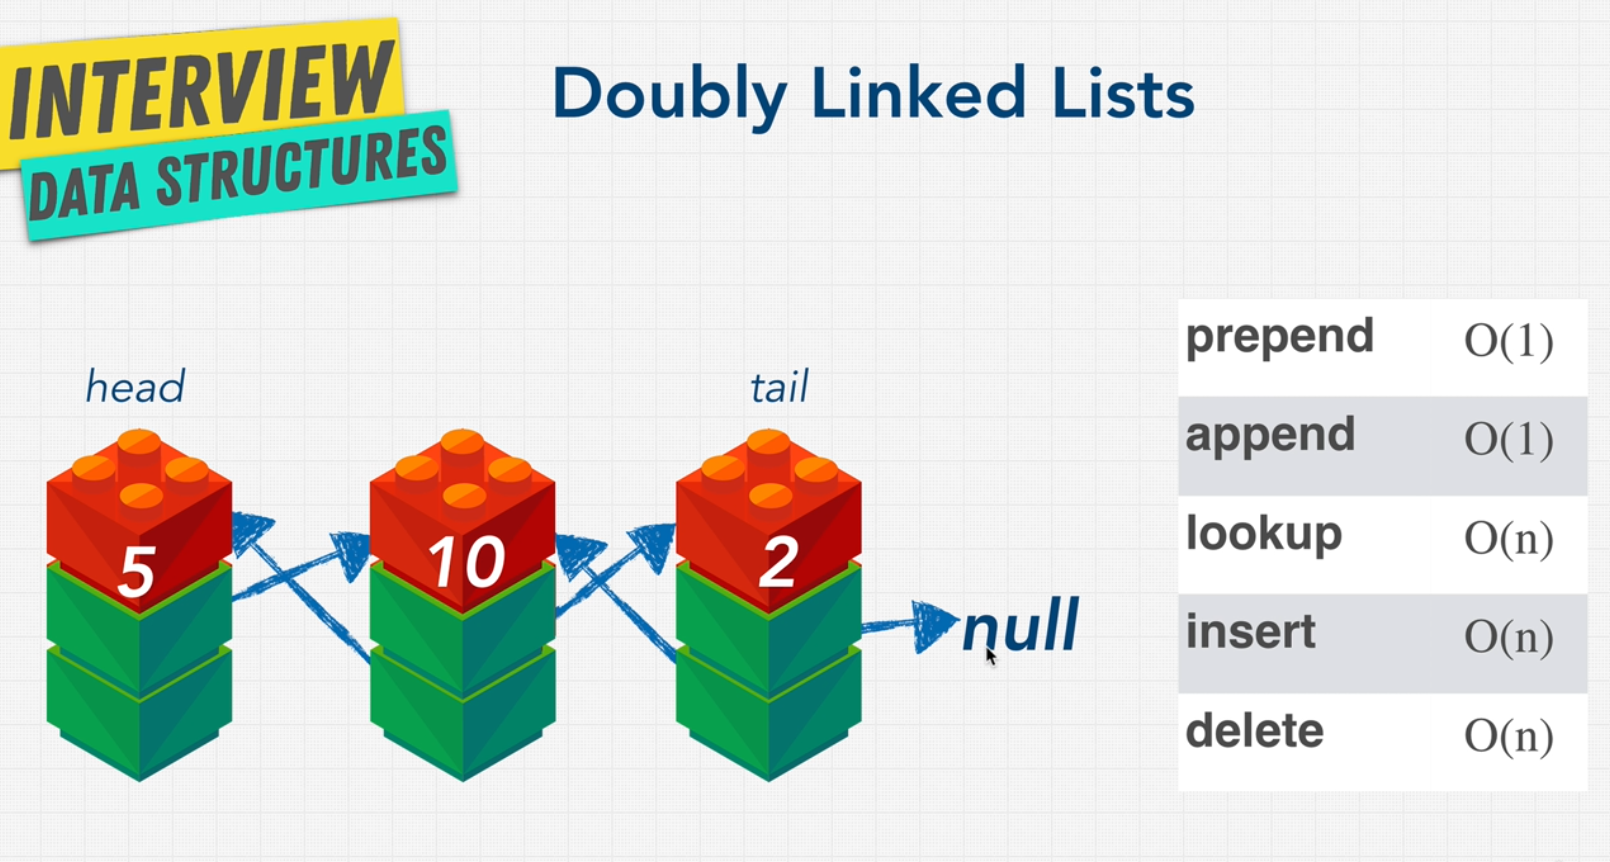 INTERVIEW
DATA STRUCTURES
Doubly Linked Lists
head
tail
5
10
2
null
prepend O(1)
append O(1)
lookup O(n)
insert O(n)
delete O(n)